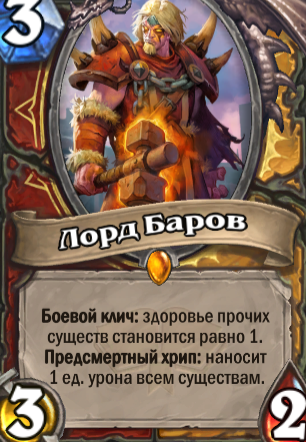 3
Лорд Баров
Боевой клич: здоровье прочих
существ становится равно 1.
Предсмертный хрип: наносит
1 ед. урона всем существам.
3
2